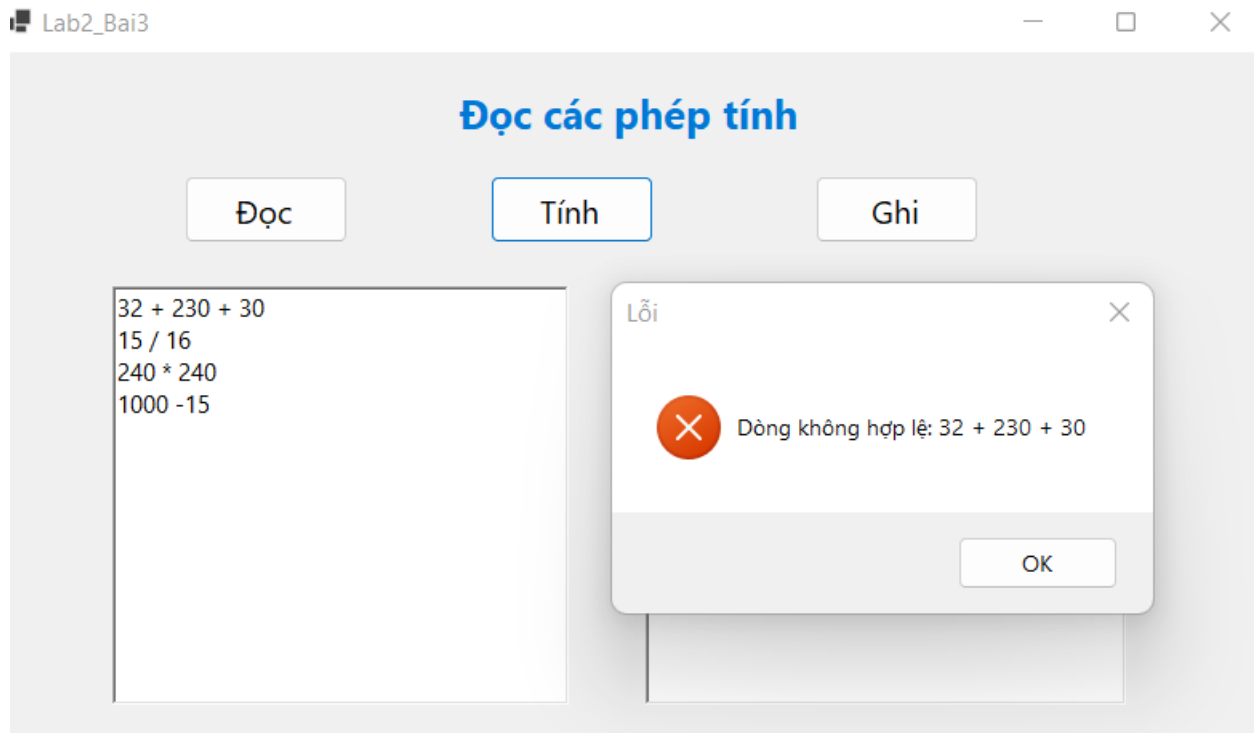 Lab2_Bai3
Đọc các phép tính
Đọc
Tính
Ghi
32 + 230 + 30
15 / 16
240 * 240
1000 -15
Lỗi
Dòng không hợp lệ: 32 + 230 + 30
OK